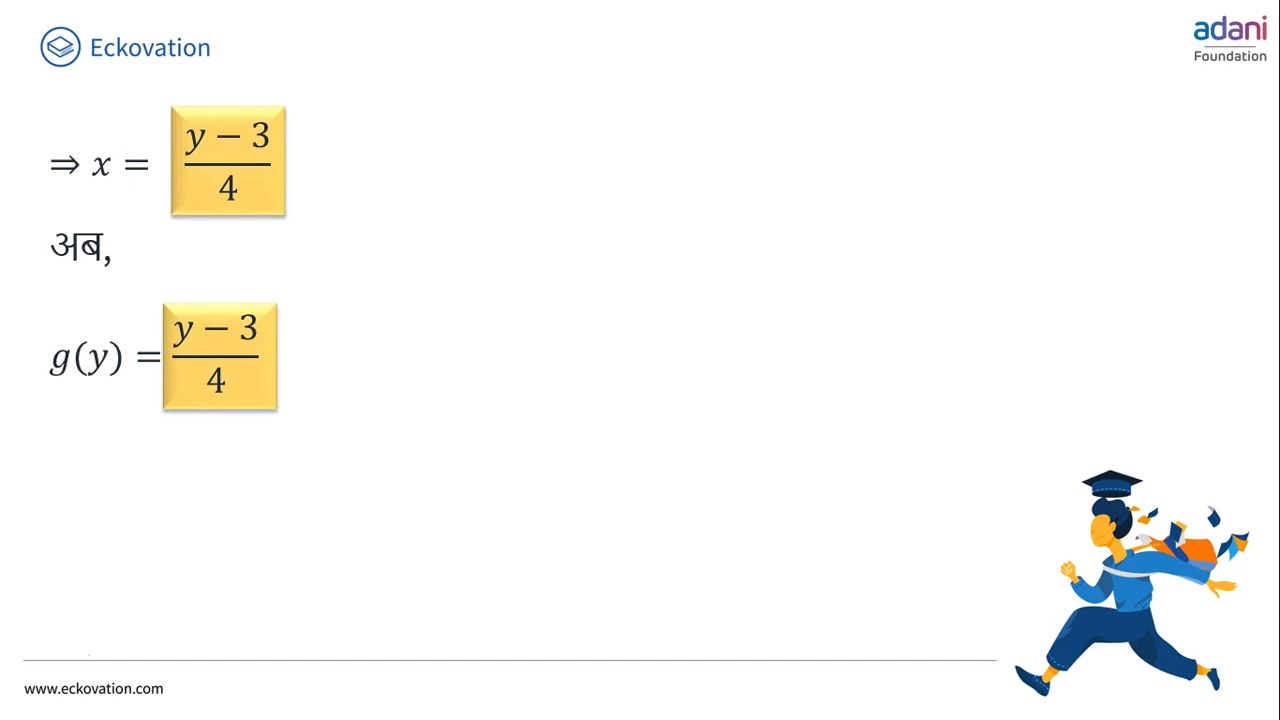 Eckovation
adani
Foundation
⇒ x = (y − 3)/4
अब,
g(y) = (y − 3)/4
www.eckovation.com